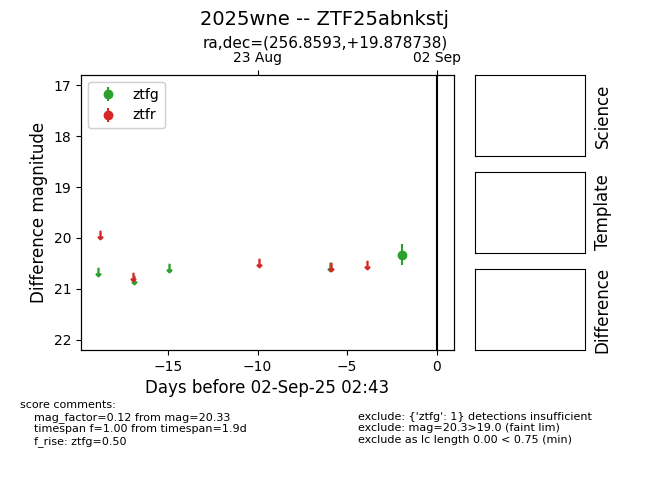 2025wne -- ZTF25abnkstj
ra,dec=(256.8593,+19.878738)
23 Aug
02 Sep
ztfg
ztfr
17
18
19
20
21
22
Difference magnitude
−15
−10
−5
0
Days before 02-Sep-25 02:43
Science
Template
Difference
score comments:
mag_factor=0.12 from mag=20.33
timespan f=1.00 from timespan=1.9d
f_rise: ztfg=0.50
exclude: {'ztfg': 1} detections insufficient
exclude: mag=20.3>19.0 (faint lim)
exclude as lc length 0.00 < 0.75 (min)